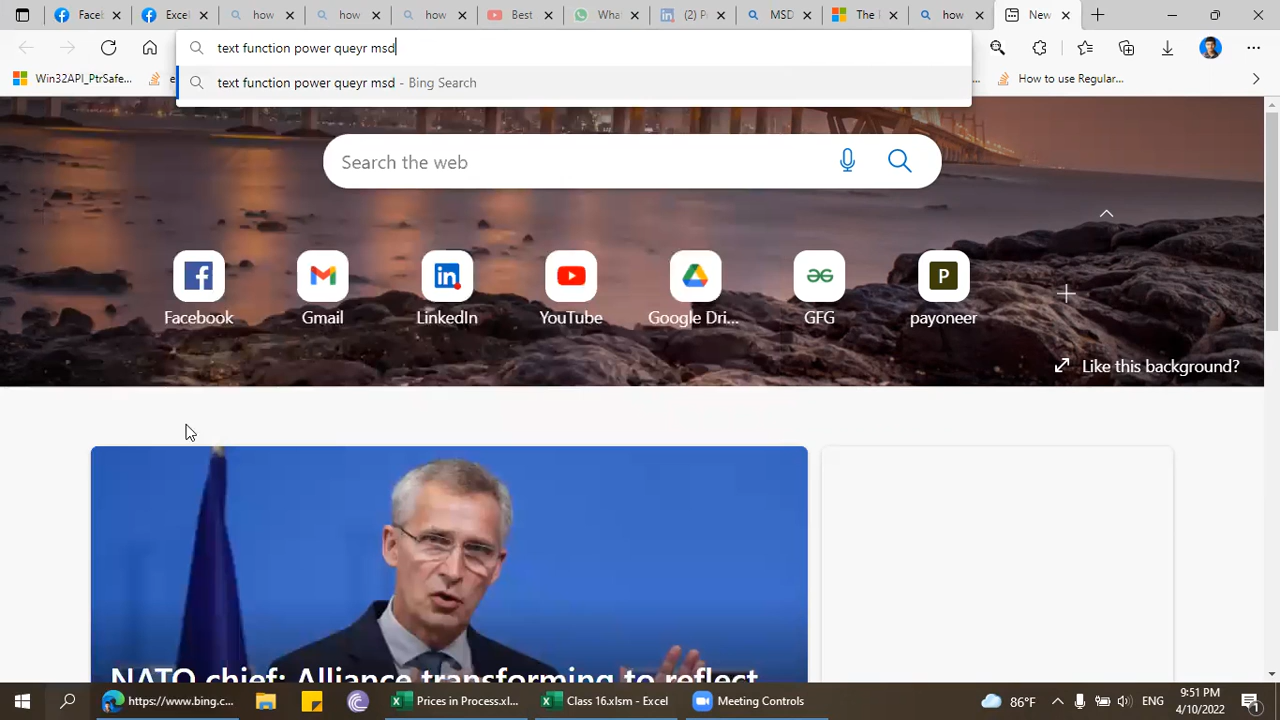 Faceb
Excel
how
how
how
Best
What
(2) P
MSD
The
how
New
text function power queyr msd
text function power queyr msd - Bing Search
Win32API_PtrSafe...
How to use Regular...
Search the web
Facebook
Gmail
LinkedIn
YouTube
Google Dri...
GFG
P
payoneer
Like this background?
NATO chief: Alliance transforming to reflect
https://www.bing.c...
Prices in Process.xl...
Class 16.xlsm - Excel
Meeting Controls
86°F
ENG
9:51 PM
4/10/2022
1